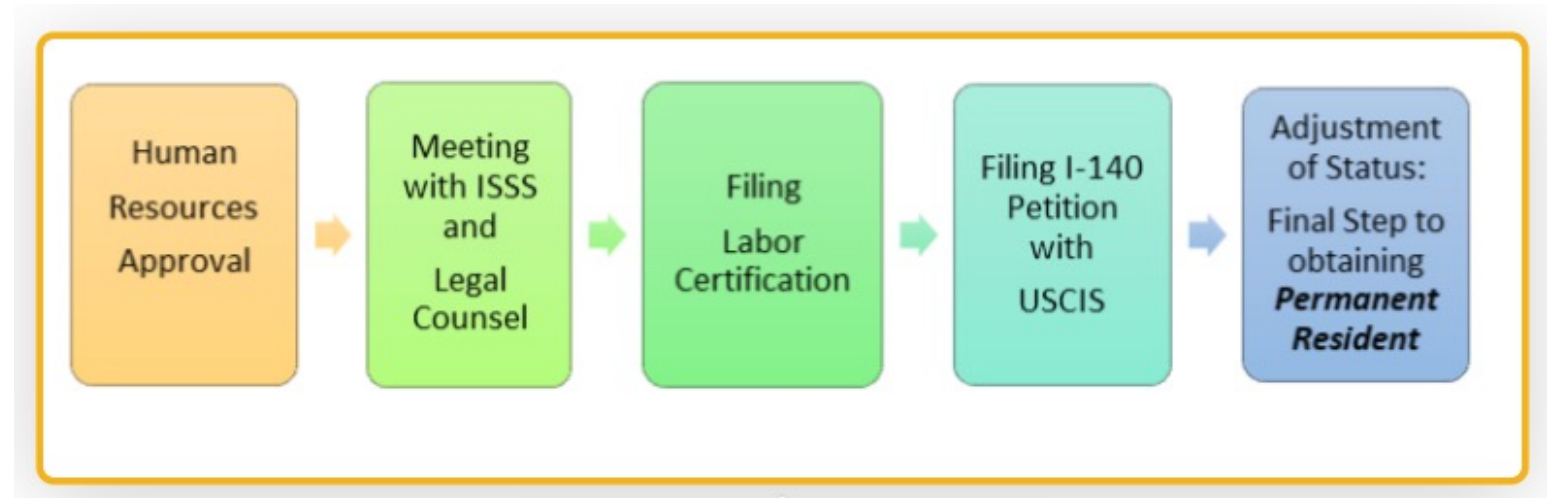 Human
Resources
Approval
Meeting
with ISSS
and
Legal
Counsel
Filing
Labor
Certification
Filing I-140
Petition
with
USCIS
Adjustment
of Status:
Final Step to
obtaining
Permanent
Resident